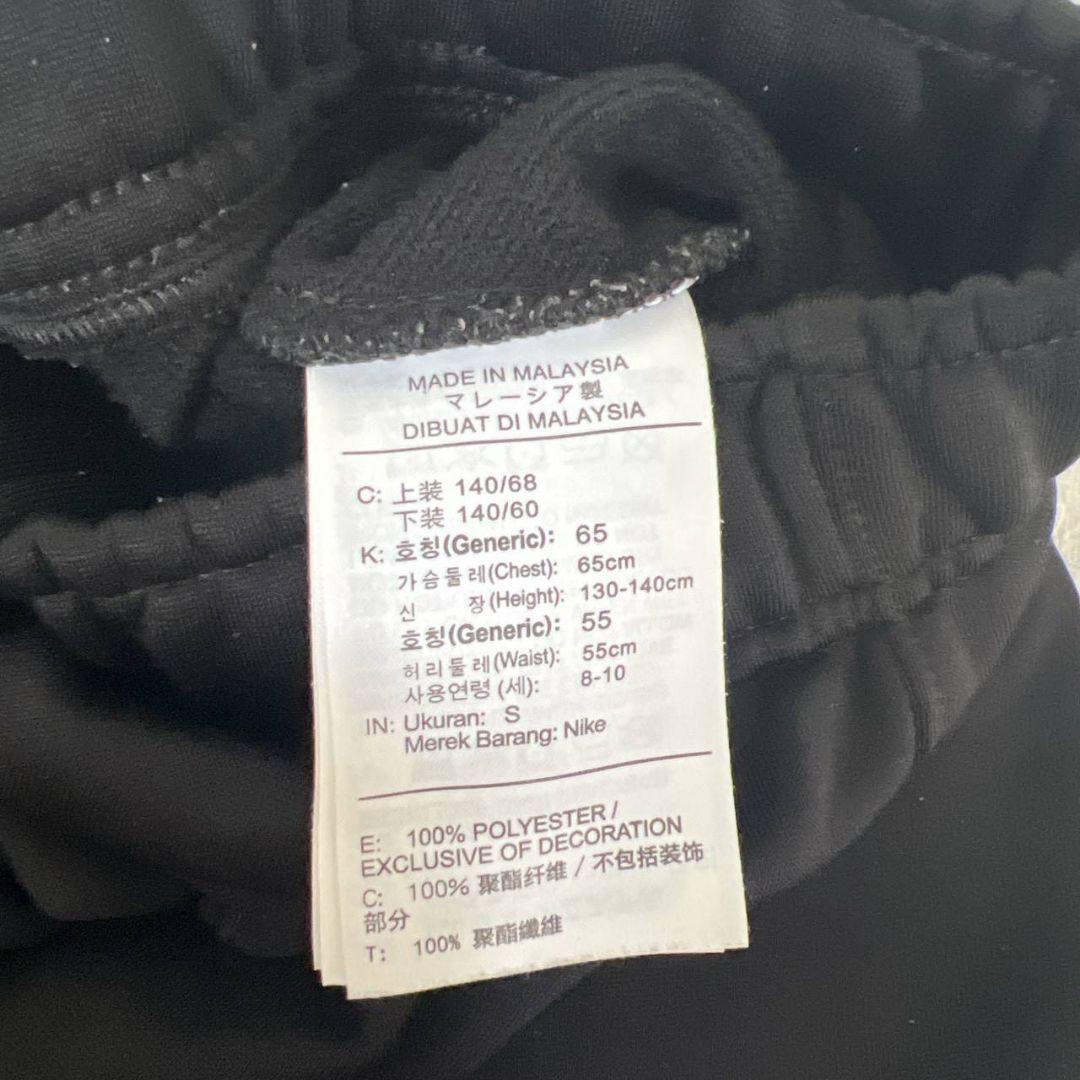 MADE IN MALAYSIA
マレーシア製
DIBUAT DI MALAYSIA
C: 上装 140/68
下装 140/60
K: 호칭(Generic): 65
가슴둘레(Chest): 65cm
신 장(Height): 130-140cm
호칭(Generic): 55
허리둘레(Waist): 55cm
사용연령 (세): 8-10
IN: Ukuran: S
Merek Barang: Nike
E: 100% POLYESTER /
EXCLUSIVE OF DECORATION
C: 100% 聚酯纤维 / 不包括装饰
部分
T: 100% 聚酯纖維